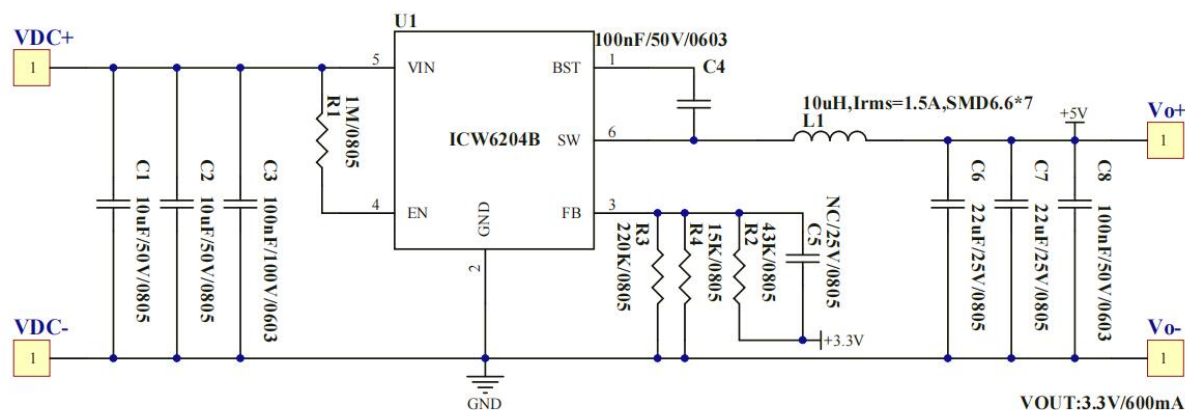 U1
VDC+
1
100nF/50V/0603
C4
5
VIN
BST
1
R1
1M/0805
ICW6204B
SW
6
10uH,Irms=1.5A,SMD6.6*7
L1
+5V
Vo+
1
C1
10uF/50V/0805
C2
10uF/50V/0805
C3
100nF/100V/0603
4
EN
GND
2
FB
3
R3
220K/0805
R4
15K/0805
R2
43K/0805
C5
NC/25V/0805
+3.3V
C6
22uF/25V/0805
C7
22uF/25V/0805
C8
100nF/50V/0603
VDC-
1
GND
Vo-
1
VOUT:3.3V/600mA